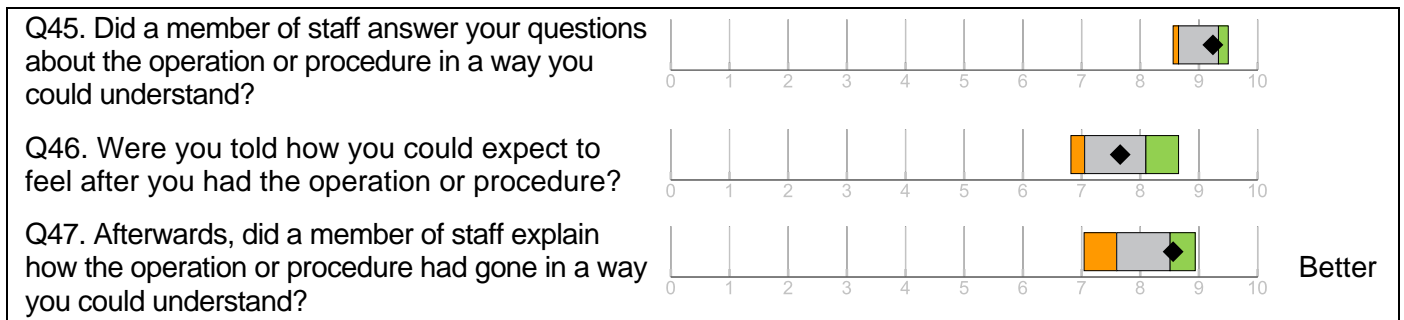 Q45. Did a member of staff answer your questions
about the operation or procedure in a way you
could understand?
0 1 2 3 4 5 6 7 8 9 10
Q46. Were you told how you could expect to
feel after you had the operation or procedure?
0 1 2 3 4 5 6 7 8 9 10
Q47. Afterwards, did a member of staff explain
how the operation or procedure had gone in a way
you could understand?
Better
0 1 2 3 4 5 6 7 8 9 10